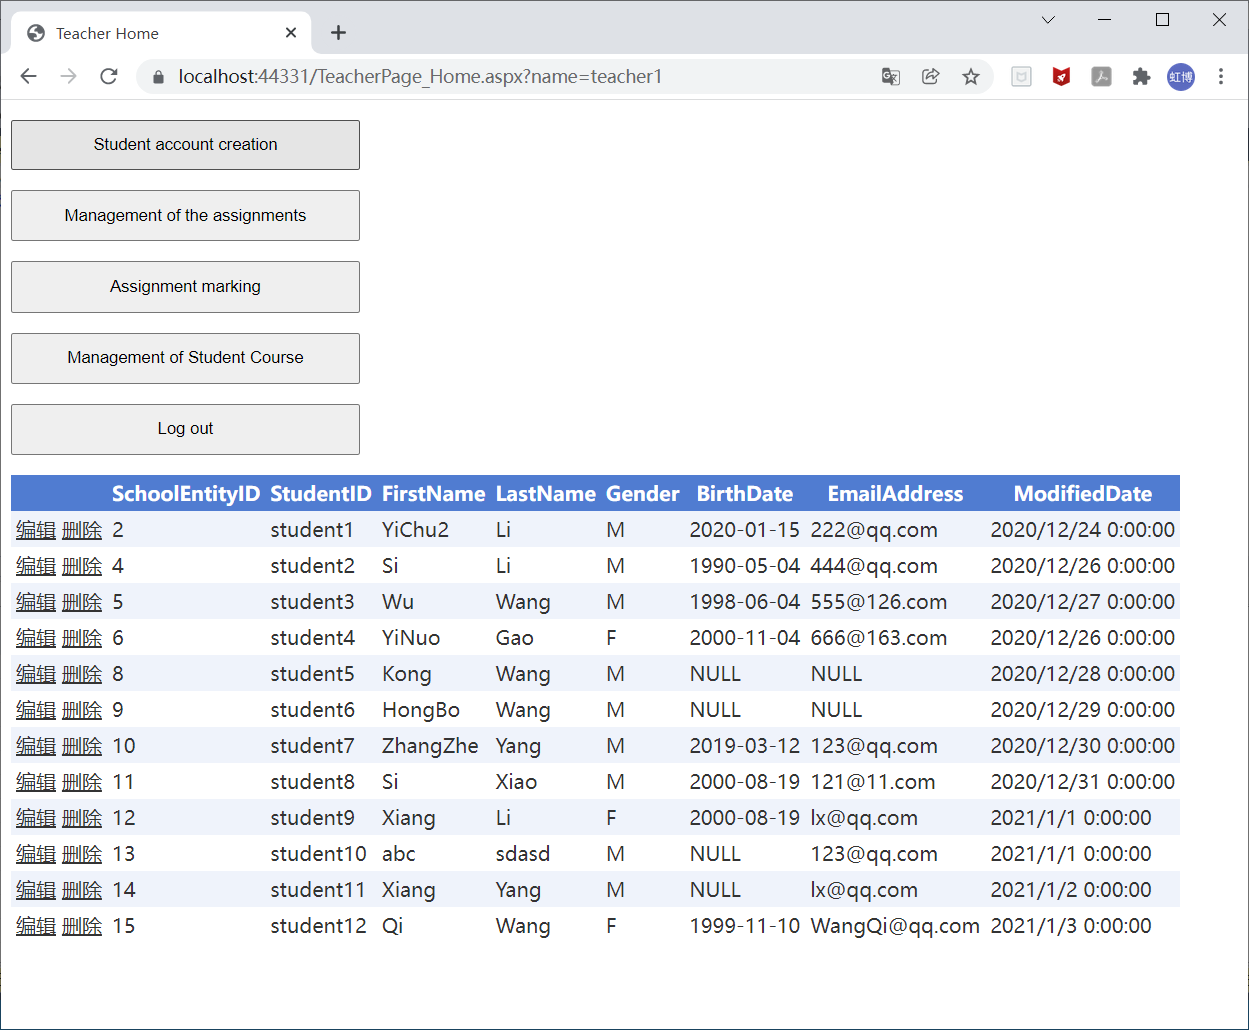 Teacher Home
localhost:44331/TeacherPage_Home.aspx?name=teacher1
虹博
Student account creation
Management of the assignments
Assignment marking
Management of Student Course
Log out
SchoolEntityID StudentID FirstName LastName Gender BirthDate EmailAddress ModifiedDate
编辑 删除 2 student1 YiChu2 Li M 2020-01-15 222@qq.com 2020/12/24 0:00:00
编辑 删除 4 student2 Si Li M 1990-05-04 444@qq.com 2020/12/26 0:00:00
编辑 删除 5 student3 Wu Wang M 1998-06-04 555@126.com 2020/12/27 0:00:00
编辑 删除 6 student4 YiNuo Gao F 2000-11-04 666@163.com 2020/12/26 0:00:00
编辑 删除 8 student5 Kong Wang M NULL NULL 2020/12/28 0:00:00
编辑 删除 9 student6 HongBo Wang M NULL NULL 2020/12/29 0:00:00
编辑 删除 10 student7 ZhangZhe Yang M 2019-03-12 123@qq.com 2020/12/30 0:00:00
编辑 删除 11 student8 Si Xiao M 2000-08-19 121@11.com 2020/12/31 0:00:00
编辑 删除 12 student9 Xiang Li F 2000-08-19 lx@qq.com 2021/1/1 0:00:00
编辑 删除 13 student10 abc sdasd M NULL 123@qq.com 2021/1/1 0:00:00
编辑 删除 14 student11 Xiang Yang M NULL lx@qq.com 2021/1/2 0:00:00
编辑 删除 15 student12 Qi Wang F 1999-11-10 WangQi@qq.com 2021/1/3 0:00:00